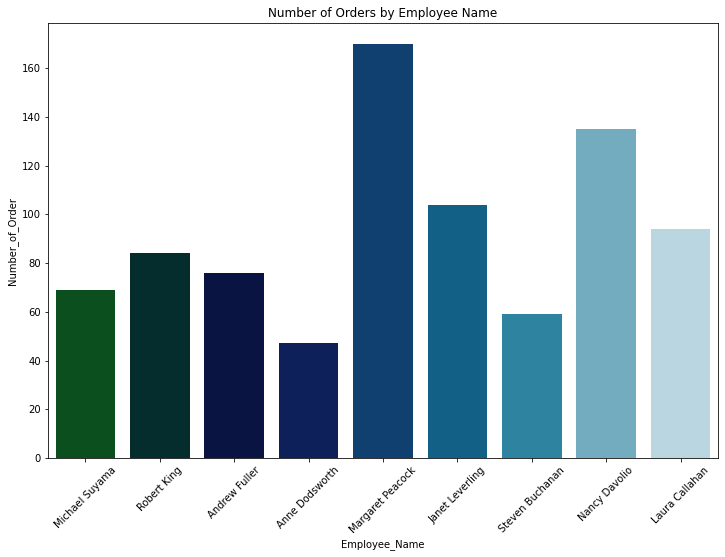 Number of Orders by Employee Name
Number_of_Order
160
140
120
100
80
60
40
20
0
Michael Suyama
Robert King
Andrew Fuller
Anne Dodsworth
Margaret Peacock
Janet Leverling
Steven Buchanan
Nancy Davolio
Laura Callahan
Employee_Name